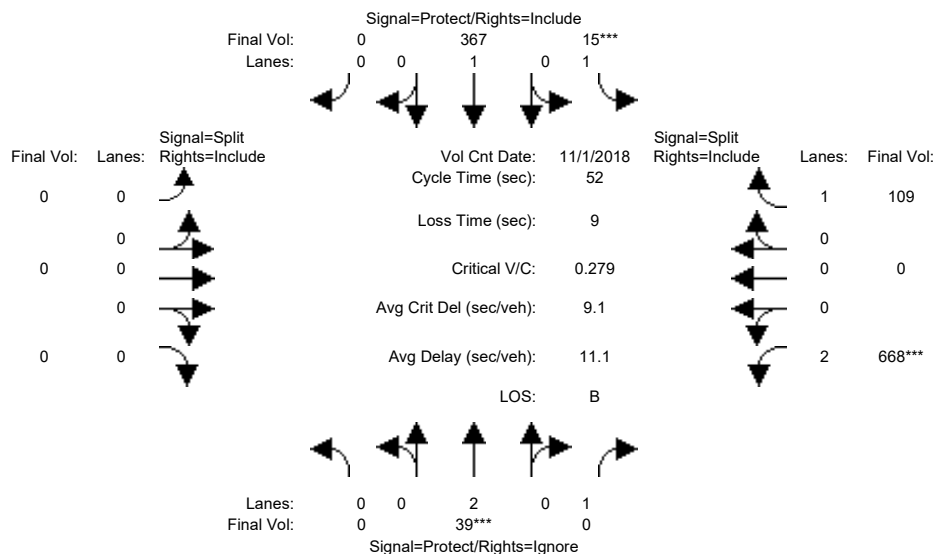 Signal=Protect/Rights=Include
Final Vol: 0 367 15***
Lanes: 0 0 1 0 1
Signal=Split
Final Vol: Lanes: Rights=Include
Vol Cnt Date: 11/1/2018
Signal=Split
Rights=Include Lanes: Final Vol:
Cycle Time (sec): 52
0 0
1 109
Loss Time (sec): 9
0
0
0 0
Critical V/C: 0.279
0 0
0
Avg Crit Del (sec/veh): 9.1
0
0 0
Avg Delay (sec/veh): 11.1
2 668***
LOS: B
Lanes: 0 0 2 0 1
Final Vol: 0 39*** 0
Signal=Protect/Rights=Ignore